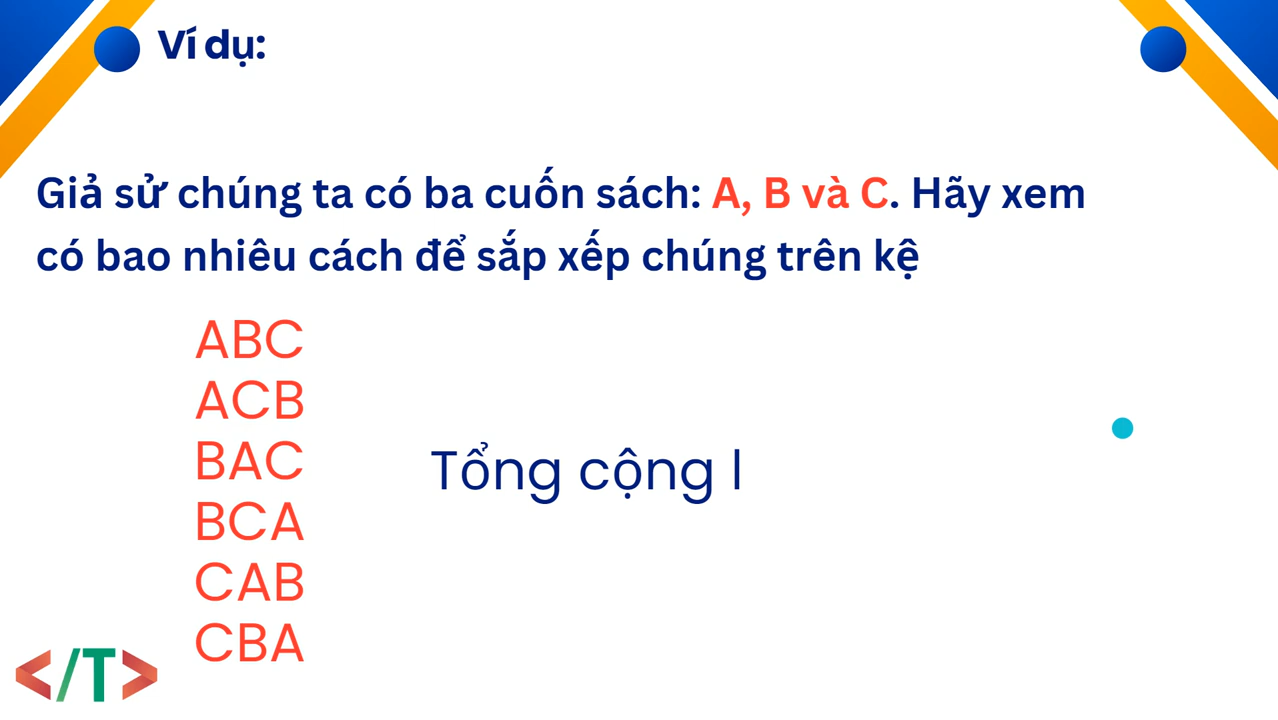 Ví dụ:
Giả sử chúng ta có ba cuốn sách: A, B và C. Hãy xem
có bao nhiêu cách để sắp xếp chúng trên kệ
ABC
ACB
BAC
BCA
CAB
CBA
Tổng cộng l
</T>